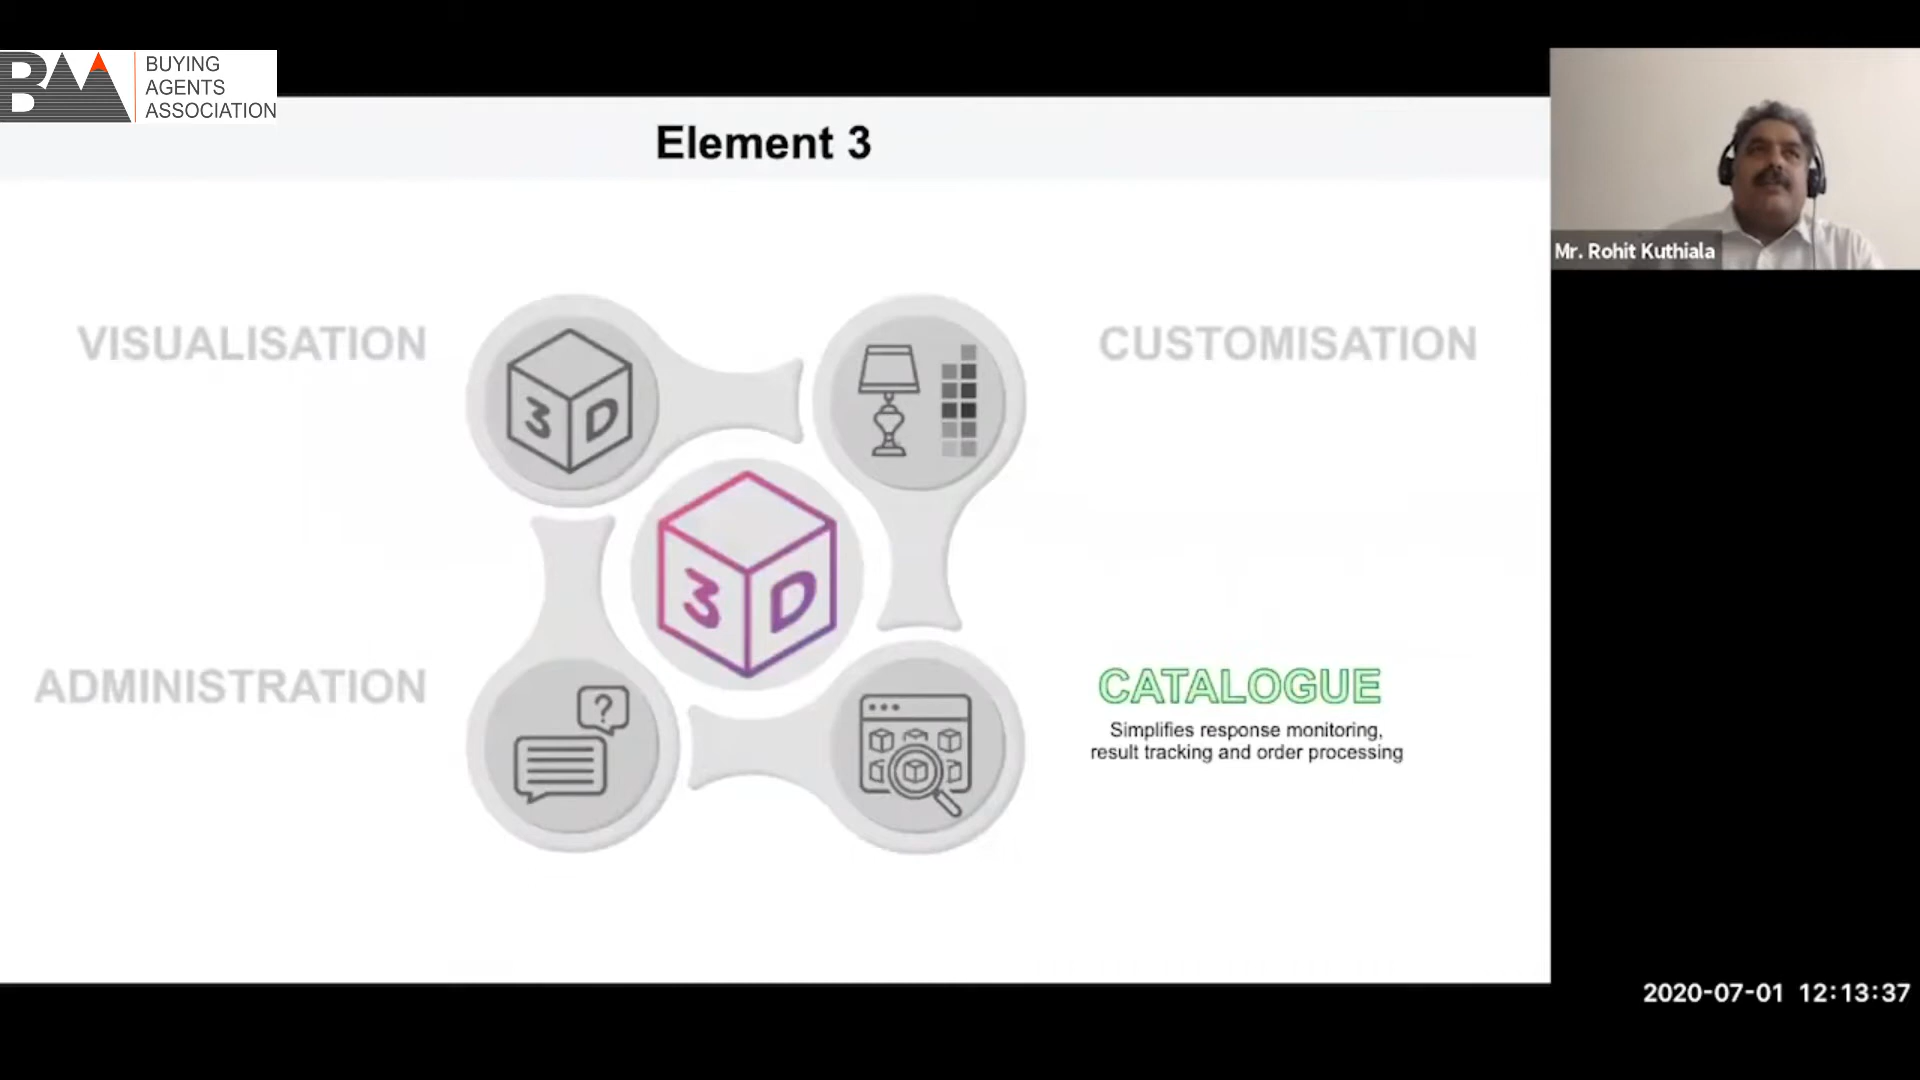 BUYING
AGENTS
ASSOCIATION
Element 3
Mr. Rohit Kuthiala
VISUALISATION
CUSTOMISATION
3D
3D
ADMINISTRATION
?
CATALOGUE
Simplifies response monitoring,
result tracking and order processing
2020-07-01 12:13:37